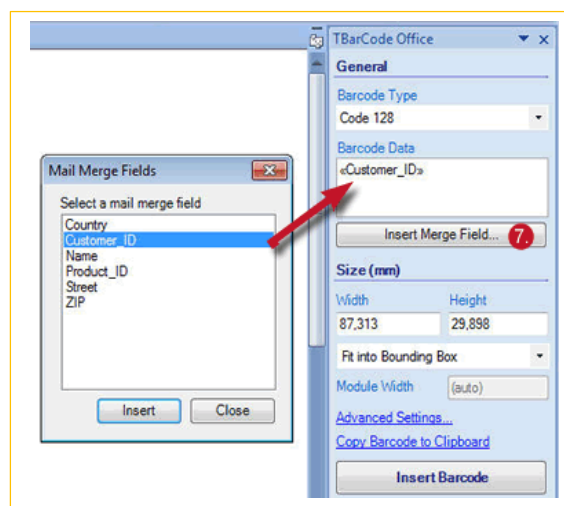 TBarCode Office
General
Barcode Type
Code 128
Barcode Data
«Customer_ID»
Insert Merge Field... 7.
Size (mm)
Width Height
87,313 29,898
Fit into Bounding Box
Module Width (auto)
Advanced Settings...
Copy Barcode to Clipboard
Insert Barcode
Mail Merge Fields
Select a mail merge field
Country
Customer_ID
Name
Product_ID
Street
ZIP
Insert Close